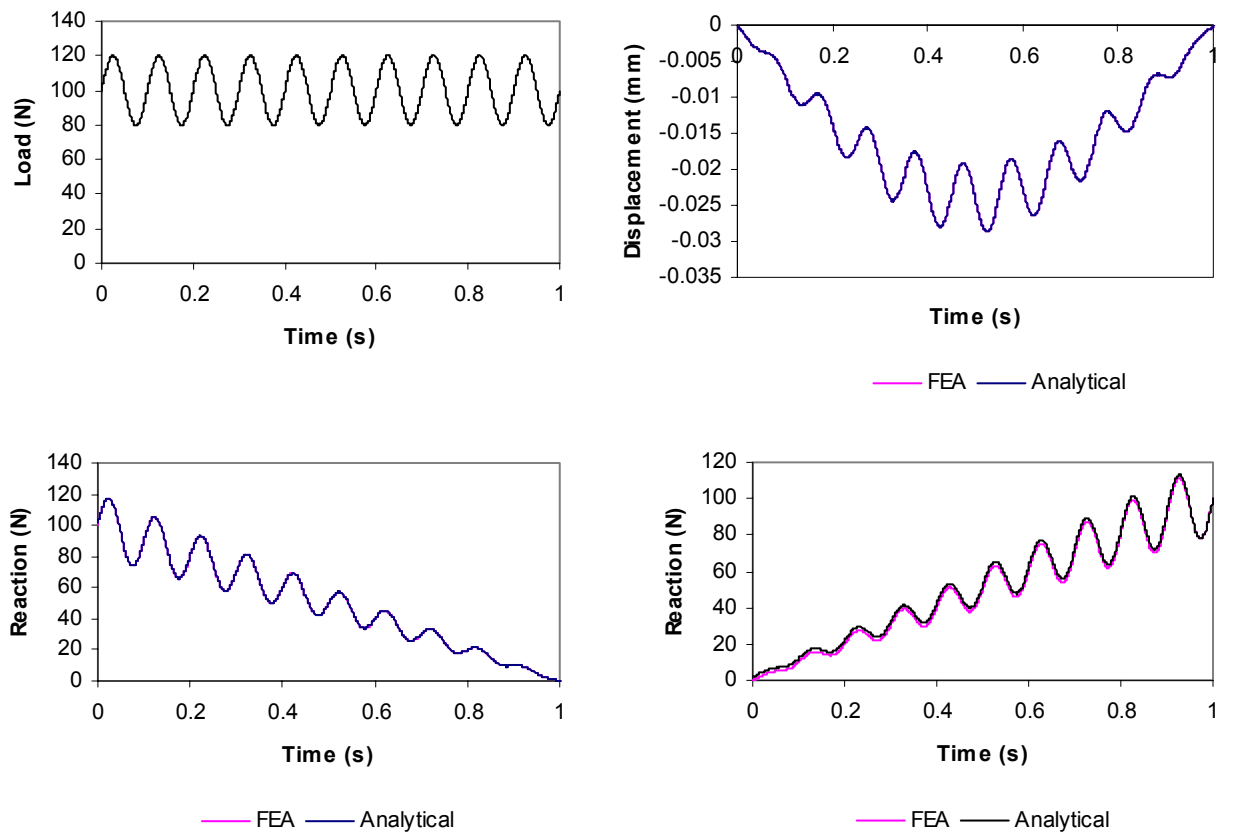 140
120
100
80
60
40
20
0
Load (N)
0 0.2 0.4 0.6 0.8 1
Time (s)
0
-0.005
-0.01
-0.015
-0.02
-0.025
-0.03
-0.035
Displacement (mm)
0 0.2 0.4 0.6 0.8 1
Time (s)
FEA Analytical
140
120
100
80
60
40
20
0
Reaction (N)
0 0.2 0.4 0.6 0.8 1
Time (s)
FEA Analytical
120
100
80
60
40
20
0
Reaction (N)
0 0.2 0.4 0.6 0.8 1
Time (s)
FEA Analytical